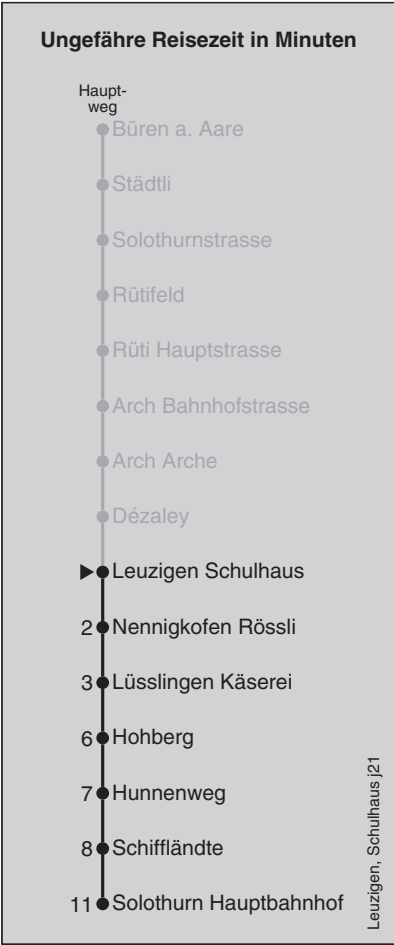 Ungefähre Reisezeit in Minuten
Haupt-
weg
Büren a. Aare
Städtli
Solothurnstrasse
Rütifeld
Rüti Hauptstrasse
Arch Bahnhofstrasse
Arch Arche
Dézaley
Leuzigen Schulhaus
2 Nennigkofen Rössli
3 Lüsslingen Käserei
6 Hohberg
7 Hunnenweg
8 Schiffländte
11 Solothurn Hauptbahnhof
Leuzigen, Schulhaus j21